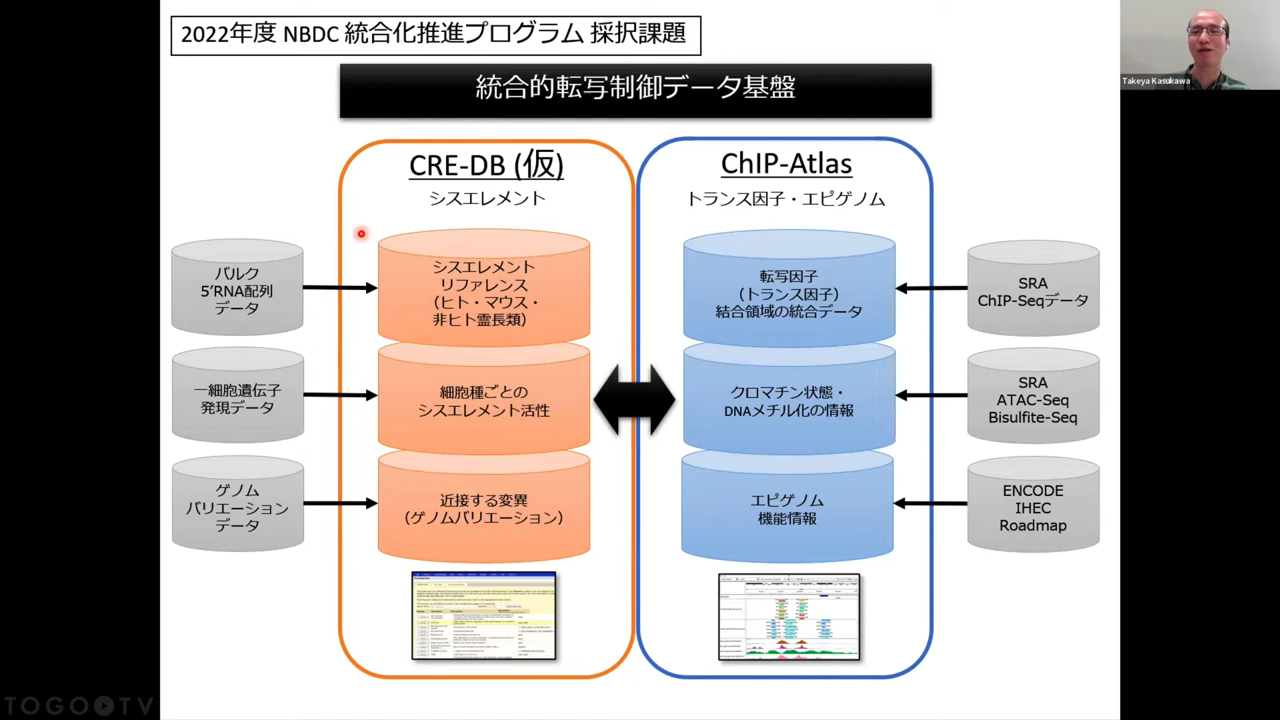 2022年度 NBDC 統合化推進プログラム 採択課題
Takeya Kasukawa
統合的転写制御データ基盤
CRE-DB (仮)
シスエレメント
ChIP-Atlas
トランス因子・エピゲノム
バルク
5’RNA配列
データ
シスエレメント
リファレンス
(ヒト・マウス・
非ヒト霊長類)
転写因子
(トランス因子)
結合領域の統合データ
SRA
ChIP-Seqデータ
一細胞遺伝子
発現データ
細胞種ごとの
シスエレメント活性
クロマチン状態・
DNAメチル化の情報
SRA
ATAC-Seq
Bisulfite-Seq
ゲノム
バリエーション
データ
近接する変異
(ゲノムバリエーション)
エピゲノム
機能情報
ENCODE
IHEC
Roadmap
TOGO TV